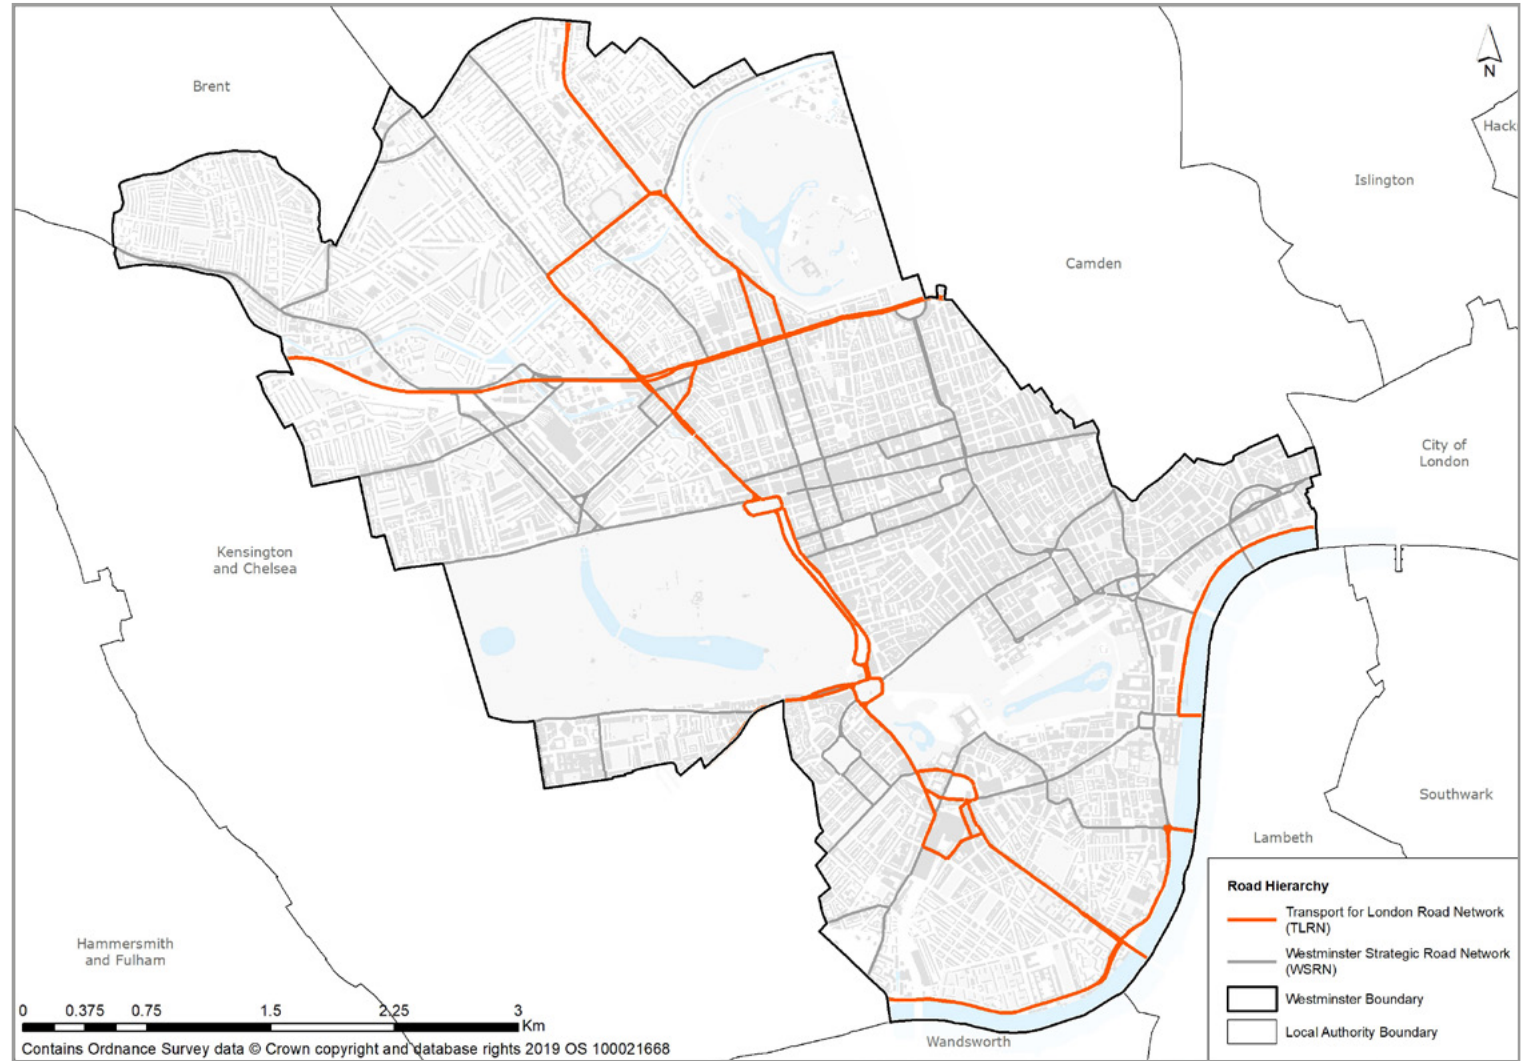 N
Brent
Hack
Islington
Camden
City of
London
Kensington
and Chelsea
Southwark
Lambeth
Hammersmith
and Fulham
Wandsworth
Road Hierarchy
Transport for London Road Network
(TLRN)
Westminster Strategic Road Network
(WSRN)
Westminster Boundary
Local Authority Boundary
0 0.375 0.75 1.5 2.25 3
Km
Contains Ordnance Survey data © Crown copyright and database rights 2019 OS 100021668